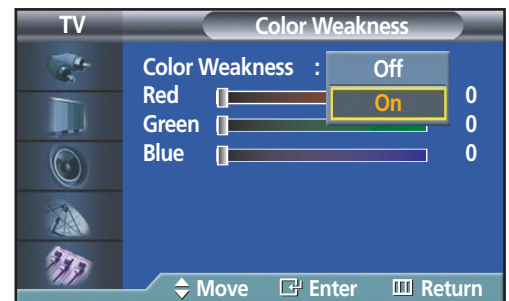 TV Color Weakness
Color Weakness : Off
Red On 0
Green 0
Blue 0
Move Enter Return